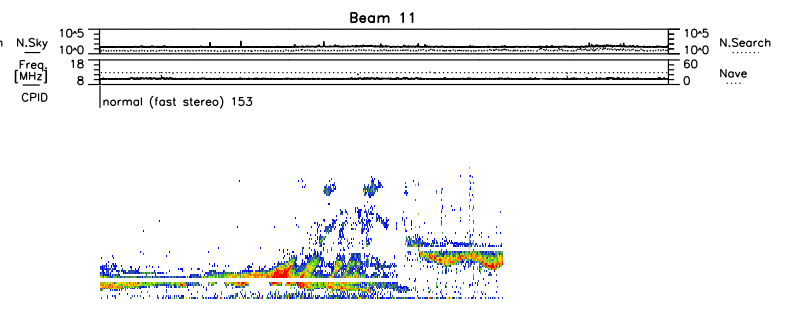 Beam 11
n N.Sky 10^5 10^0 10^5 10^0 N.Search
Freq. [MHz] 18 8 60 0 Nave
CPID normal (fast stereo) 153